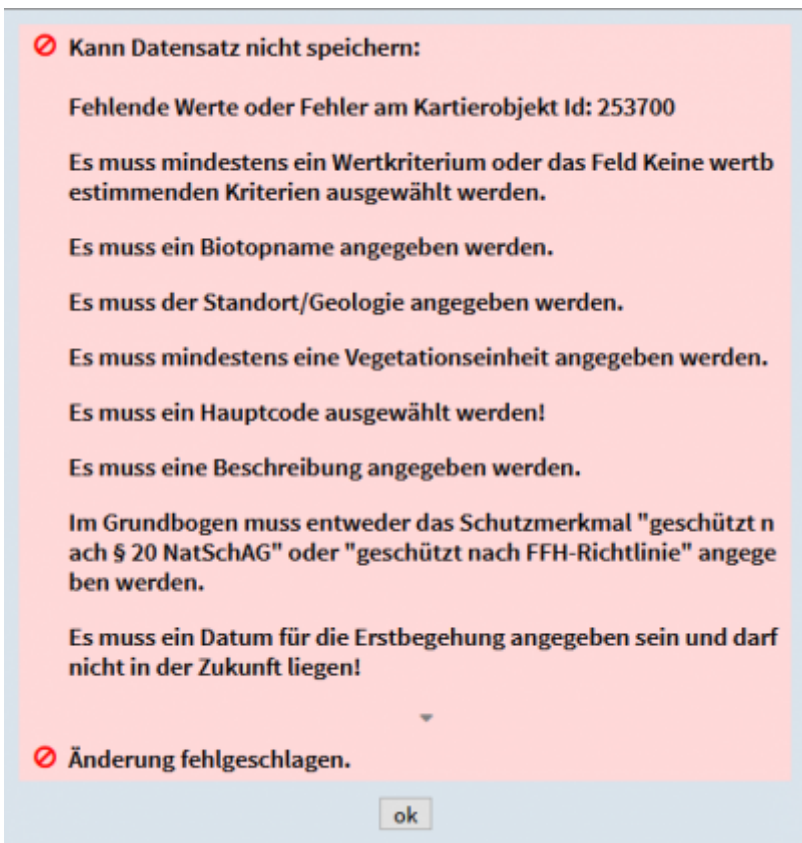 Kann Datensatz nicht speichern:
Fehlende Werte oder Fehler am Kartierobjekt Id: 253700
Es muss mindestens ein Wertkriterium oder das Feld Keine wertb
estimmenden Kriterien ausgewählt werden.
Es muss ein Biotopname angegeben werden.
Es muss der Standort/Geologie angegeben werden.
Es muss mindestens eine Vegetationseinheit angegeben werden.
Es muss ein Hauptcode ausgewählt werden!
Es muss eine Beschreibung angegeben werden.
Im Grundbogen muss entweder das Schutzmerkmal "geschützt n
ach § 20 NatSchAG" oder "geschützt nach FFH-Richtlinie" angege
ben werden.
Es muss ein Datum für die Erstbegehung angegeben sein und darf
nicht in der Zukunft liegen!
Änderung fehlgeschlagen.
ok